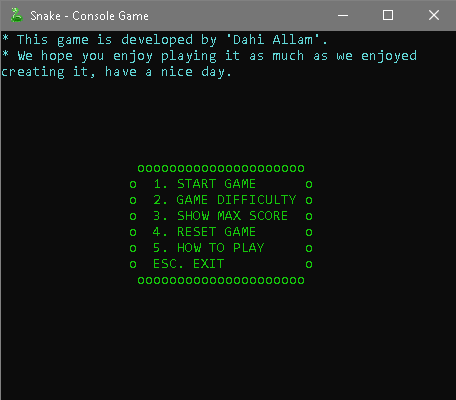 Snake - Console Game
* This game is developed by 'Dahi Allam'.
* We hope you enjoy playing it as much as we enjoyed
creating it, have a nice day.
ooooooooooooooooooooo
o 1. START GAME o
o 2. GAME DIFFICULTY o
o 3. SHOW MAX SCORE o
o 4. RESET GAME o
o 5. HOW TO PLAY o
o ESC. EXIT o
ooooooooooooooooooooo